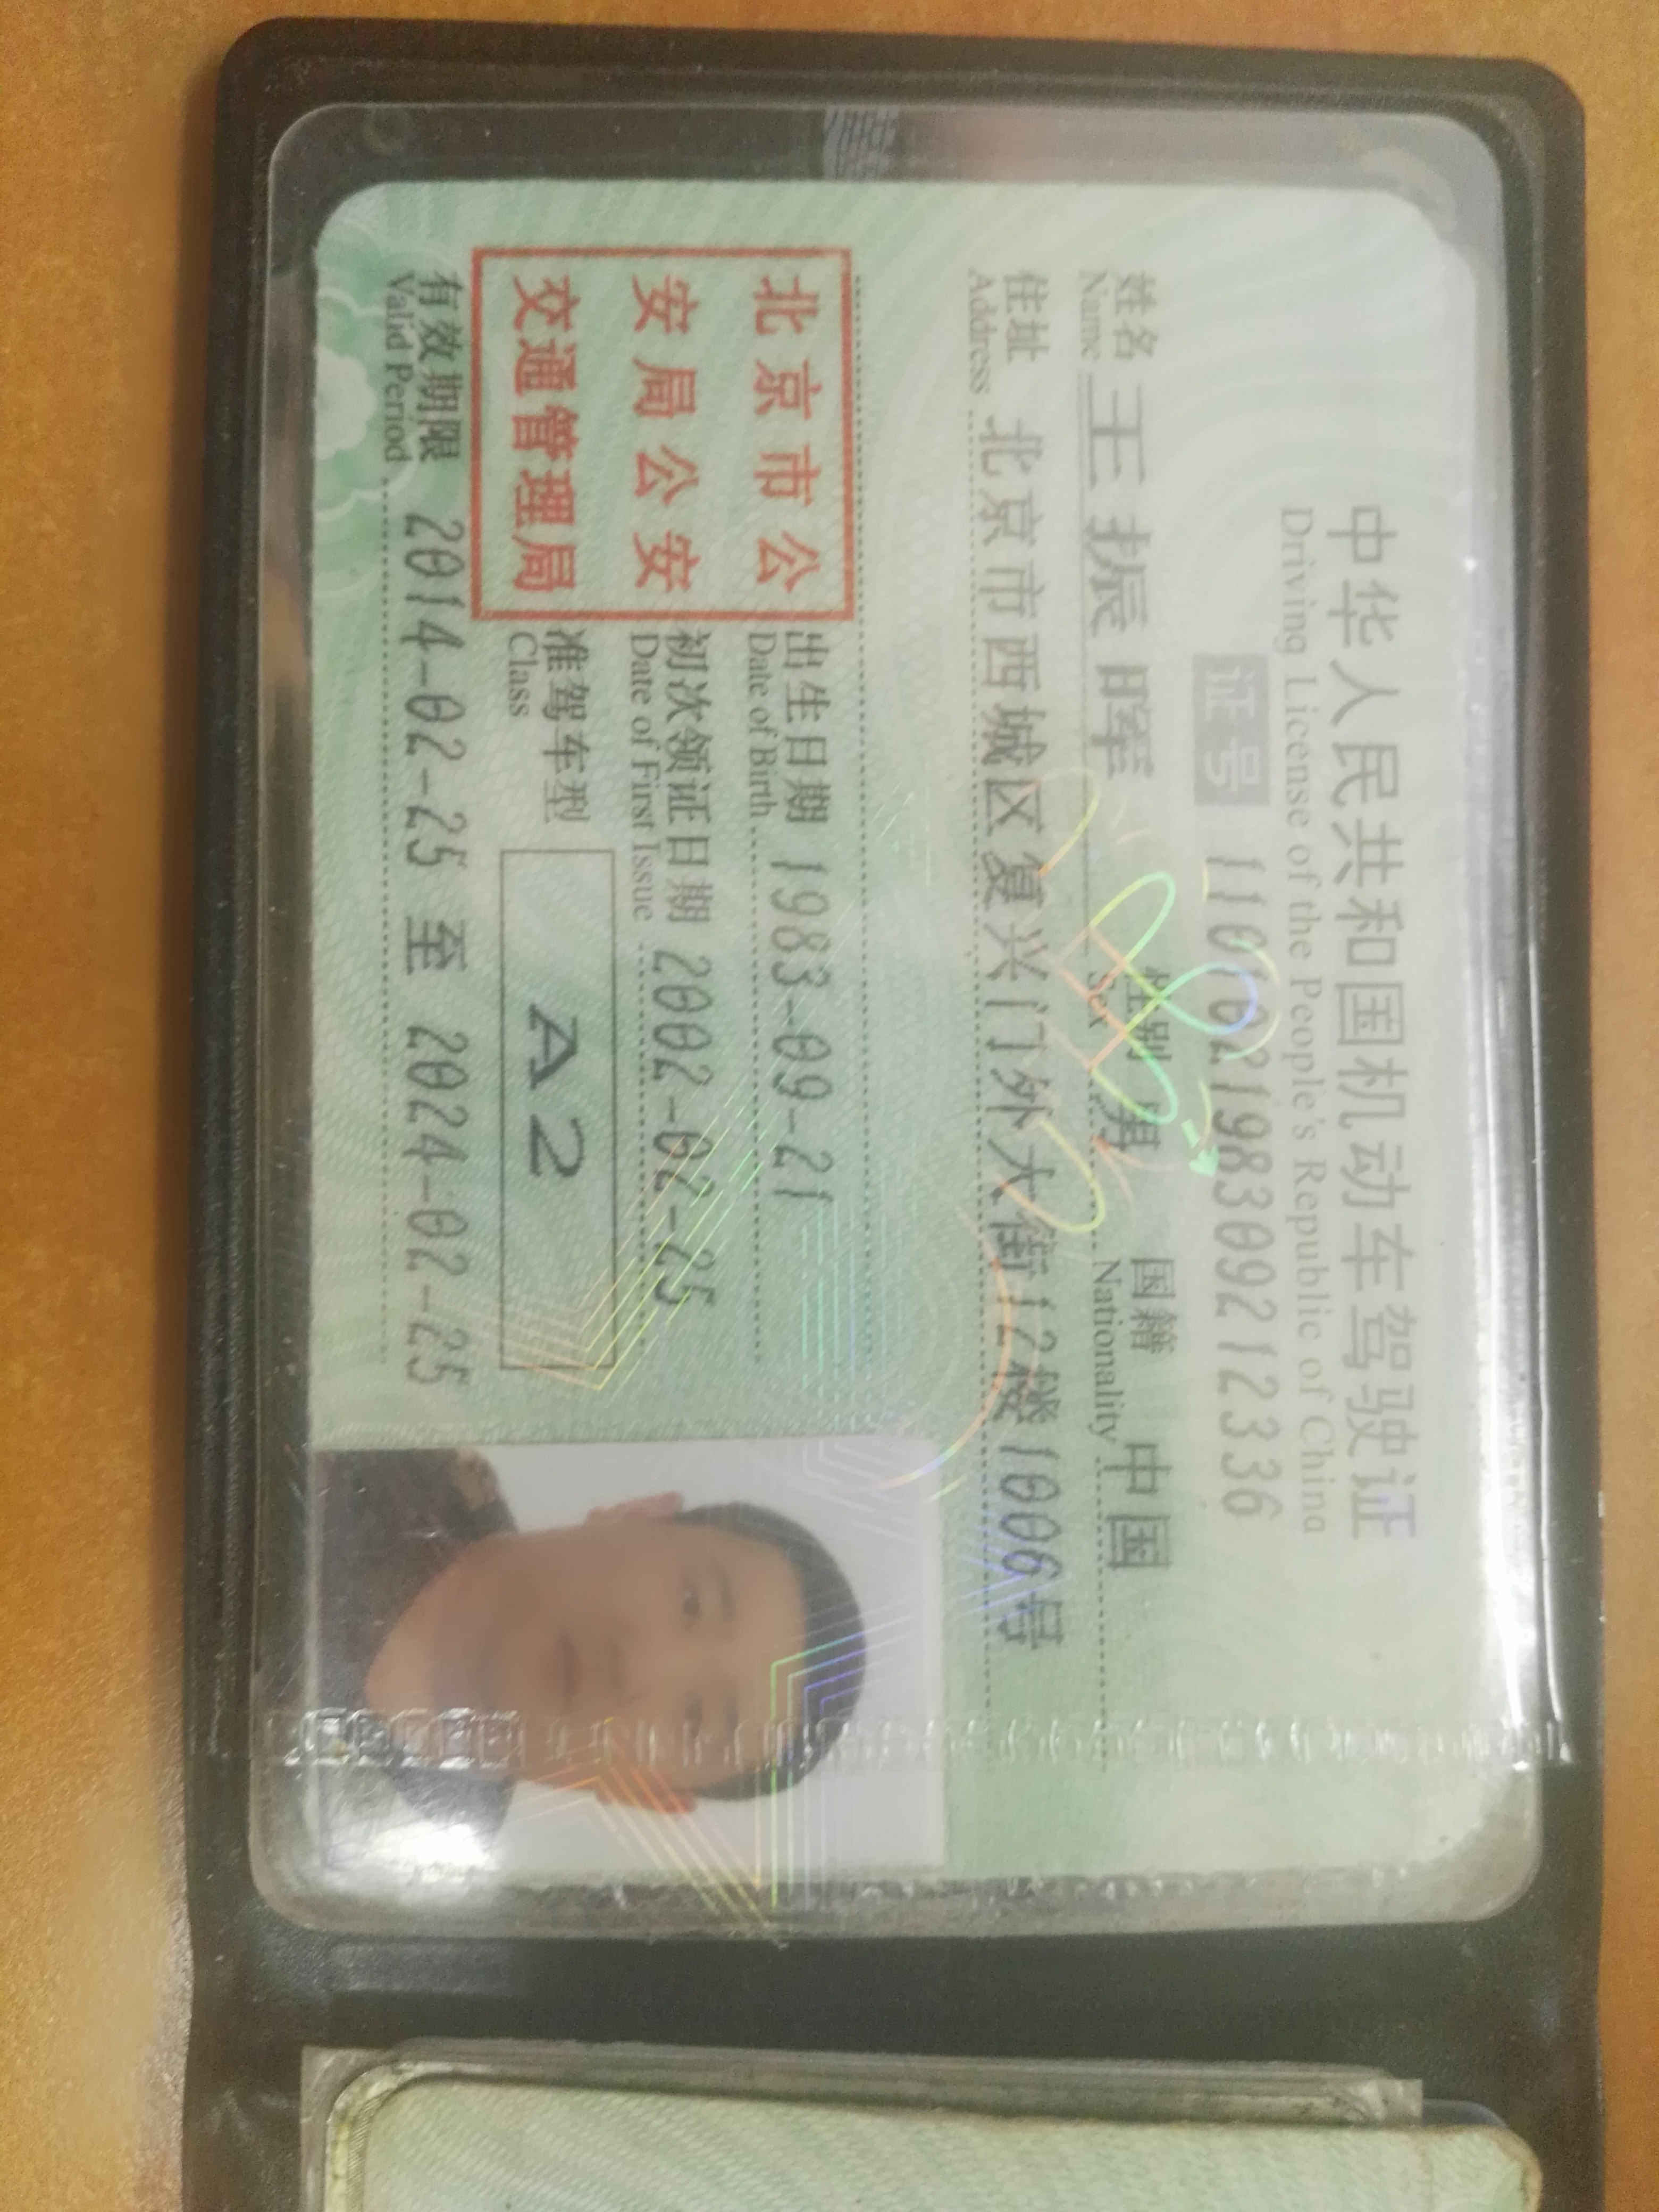 中华人民共和国机动车驾驶证
Driving License of the People's Republic of China
证号 110102198309212336
姓名 王振晖 性别 男 国籍 中国
Name Sex Nationality
住址 北京市西城区复兴门外大街12楼1006号
Address
北京市公
安局公安
交通管理局
出生日期 1983-09-21
Date of Birth
初次领证日期 2002-02-25
Date of First Issue
准驾车型 A2
Class
有效期限 2014-02-25 至 2024-02-25
Valid Period